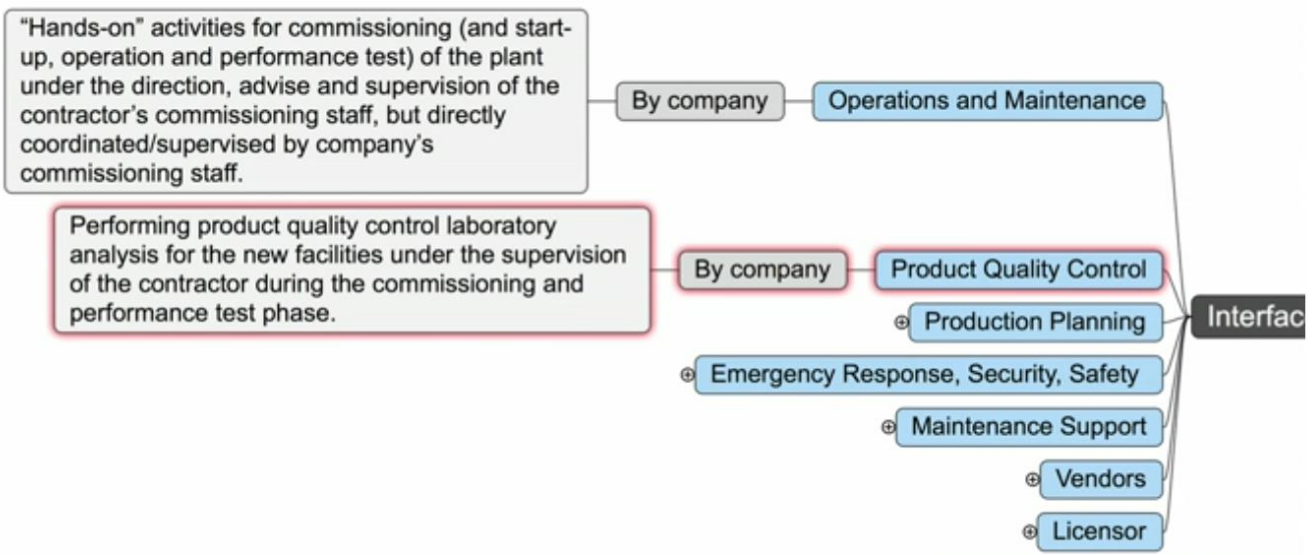 “Hands-on” activities for commissioning (and start-
up, operation and performance test) of the plant
under the direction, advise and supervision of the
contractor’s commissioning staff, but directly
coordinated/supervised by company’s
commissioning staff.
By company
Operations and Maintenance
Performing product quality control laboratory
analysis for the new facilities under the supervision
of the contractor during the commissioning and
performance test phase.
By company
Product Quality Control
Production Planning
Emergency Response, Security, Safety
Maintenance Support
Vendors
Licensor
Interfac